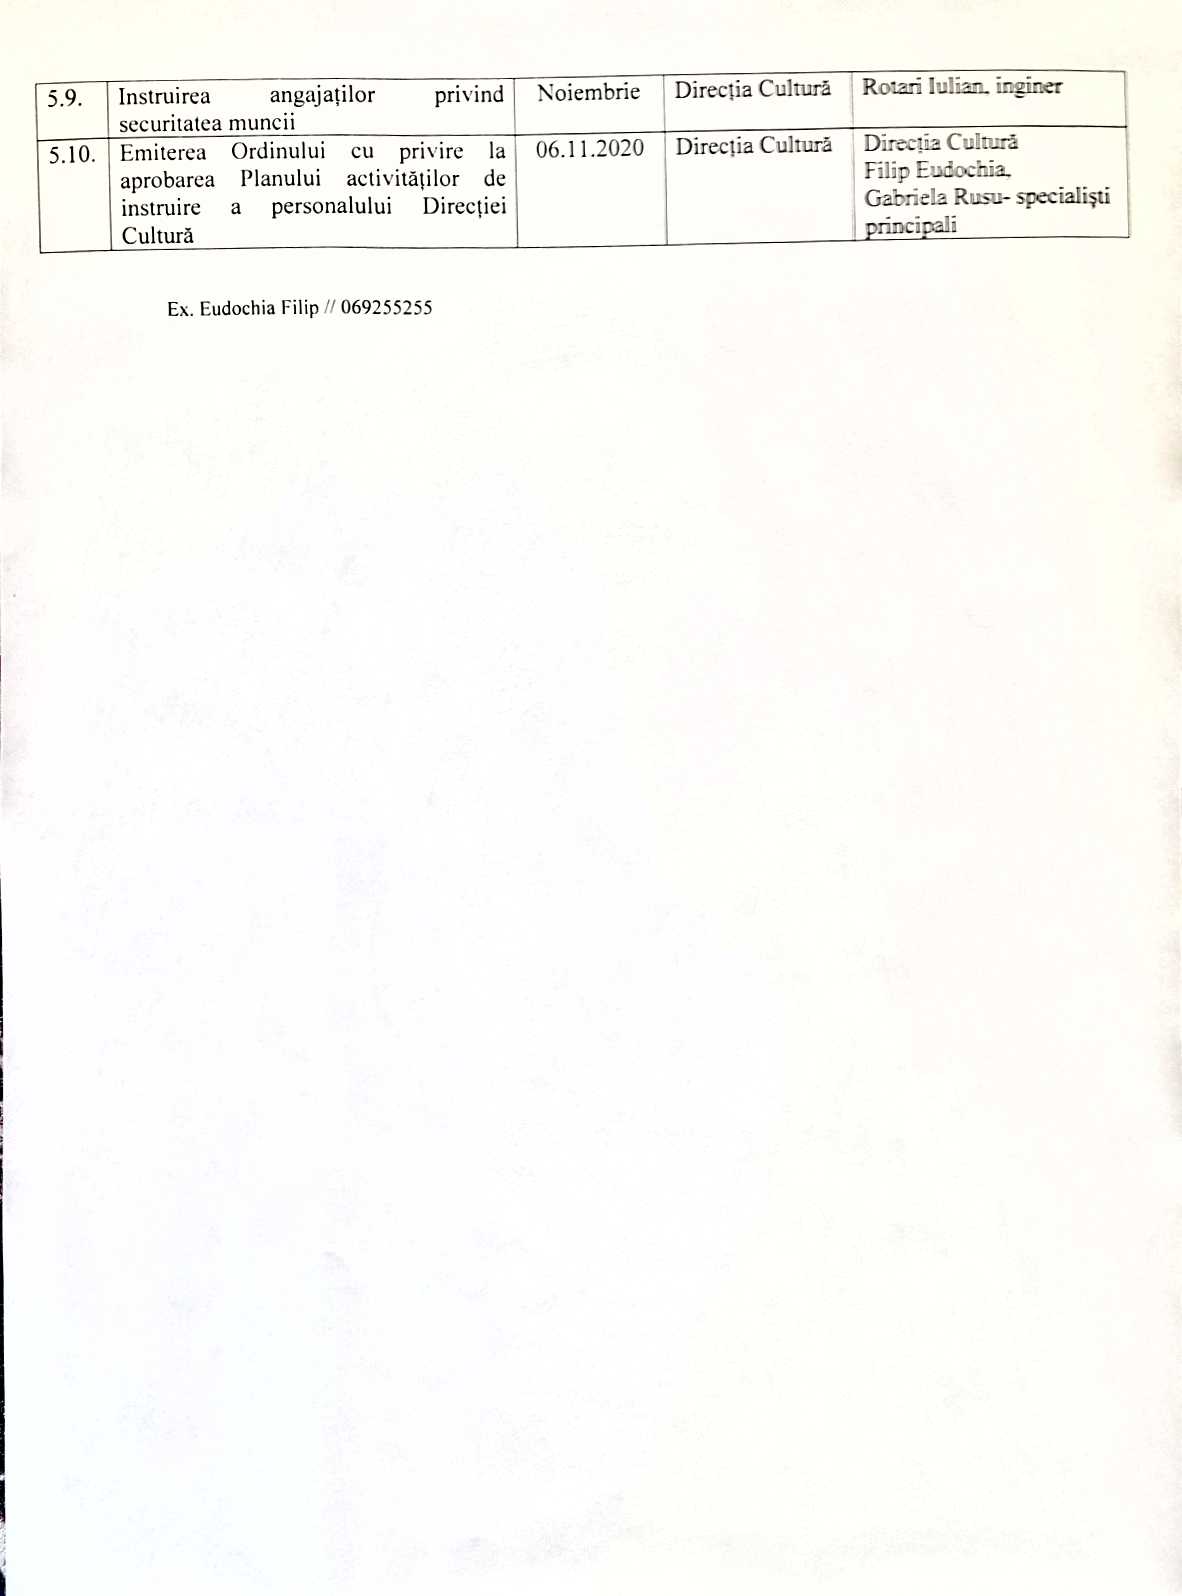 5.9. Instruirea angajaților privind Noiembrie Direcția Cultură Rotari Iulian, inginer
securitatea muncii
5.10. Emiterea Ordinului cu privire la 06.11.2020 Direcția Cultură Direcția Cultură
aprobarea Planului activităților de Filip Eudochia,
instruire a personalului Direcției Gabriela Rusu- specialiști
Cultură principali
Ex. Eudochia Filip // 069255255